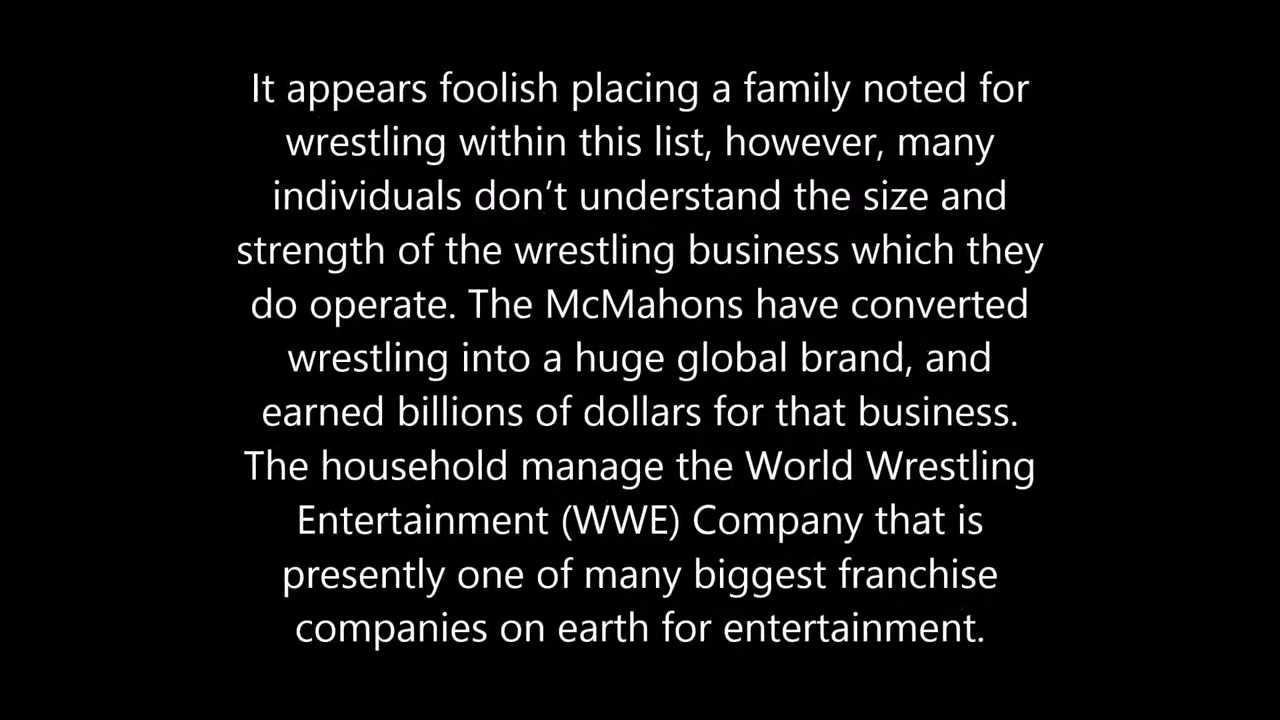 It appears foolish placing a family noted for
wrestling within this list, however, many
individuals don’t understand the size and
strength of the wrestling business which they
do operate. The McMahons have converted
wrestling into a huge global brand, and
earned billions of dollars for that business.
The household manage the World Wrestling
Entertainment (WWE) Company that is
presently one of many biggest franchise
companies on earth for entertainment.